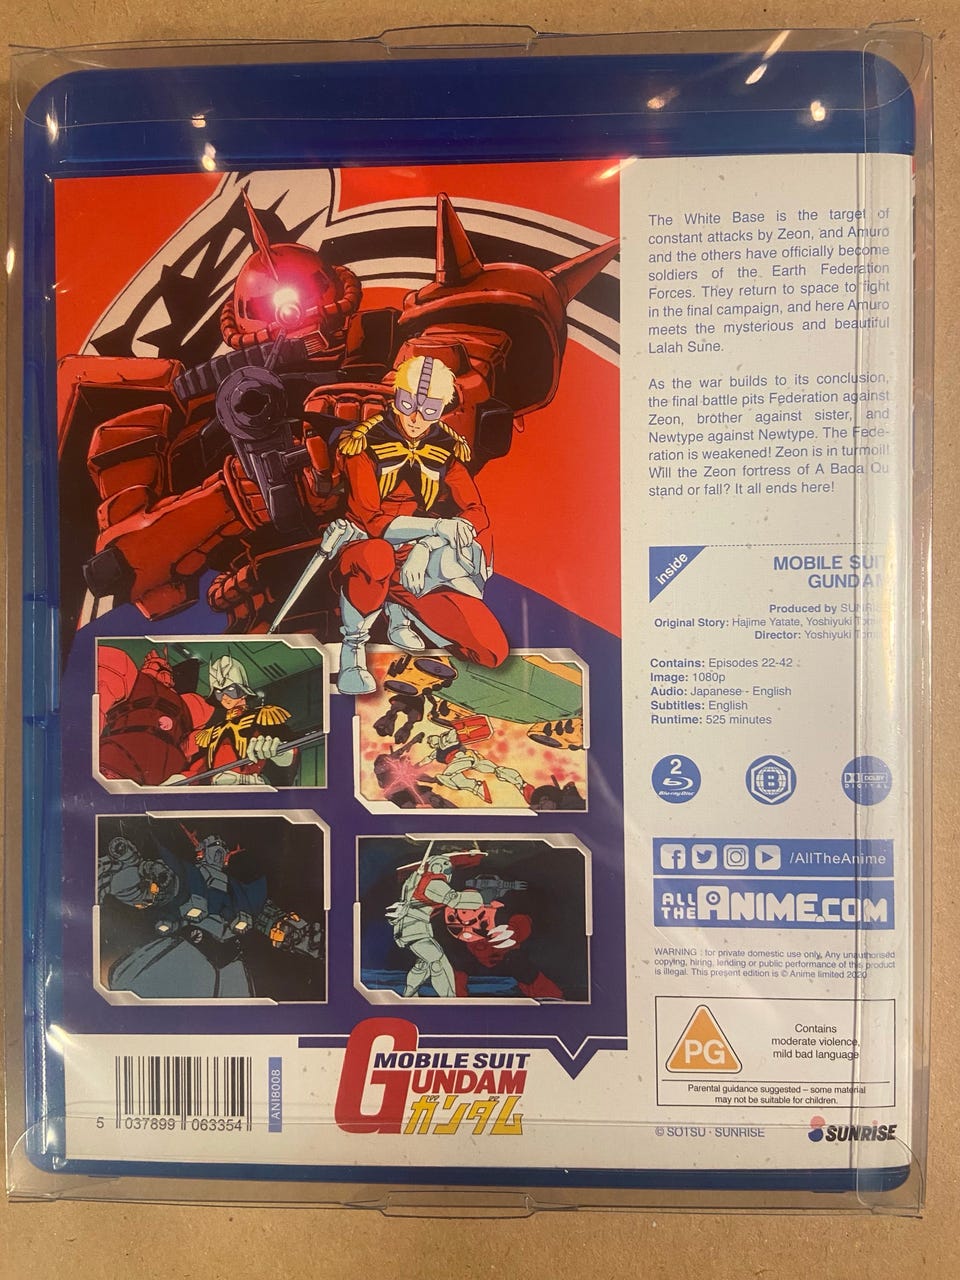 The White Base is the target of
constant attacks by Zeon, and Amuro
and the others have officially become
soldiers of the Earth Federation
Forces. They return to space to fight
in the final campaign, and here Amuro
meets the mysterious and beautiful
Lalah Sune.
As the war builds to its conclusion,
the final battle pits Federation against
Zeon, brother against sister, and
Newtype against Newtype. The Fede-
ration is weakened! Zeon is in turmoil!
Will the Zeon fortress of A Baoa Qu
stand or fall? It all ends here!
inside
MOBILE SUIT
GUNDAM
Produced by SUNRISE
Original Story: Hajime Yatate, Yoshiyuki
Director: Yoshiyuki
Contains: Episodes 22-42
Image: 1080p
Audio: Japanese - English
Subtitles: English
Runtime: 525 minutes
2
Blu-ray Disc
B
DOLBY
DIGITAL
/AllTheAnime
ALL THE ANIME.COM
WARNING : for private domestic use only. Any unauthorised
copying, hiring, lending or public performance of this product
is illegal. This present edition is © Anime limited 2020
PG
Contains
moderate violence,
mild bad language
Parental guidance suggested – some material
may not be suitable for children.
© SOTSU · SUNRISE
SUNRISE
MOBILE SUIT
GUNDAM
ガンダム
5 037899 063354
ANI8008